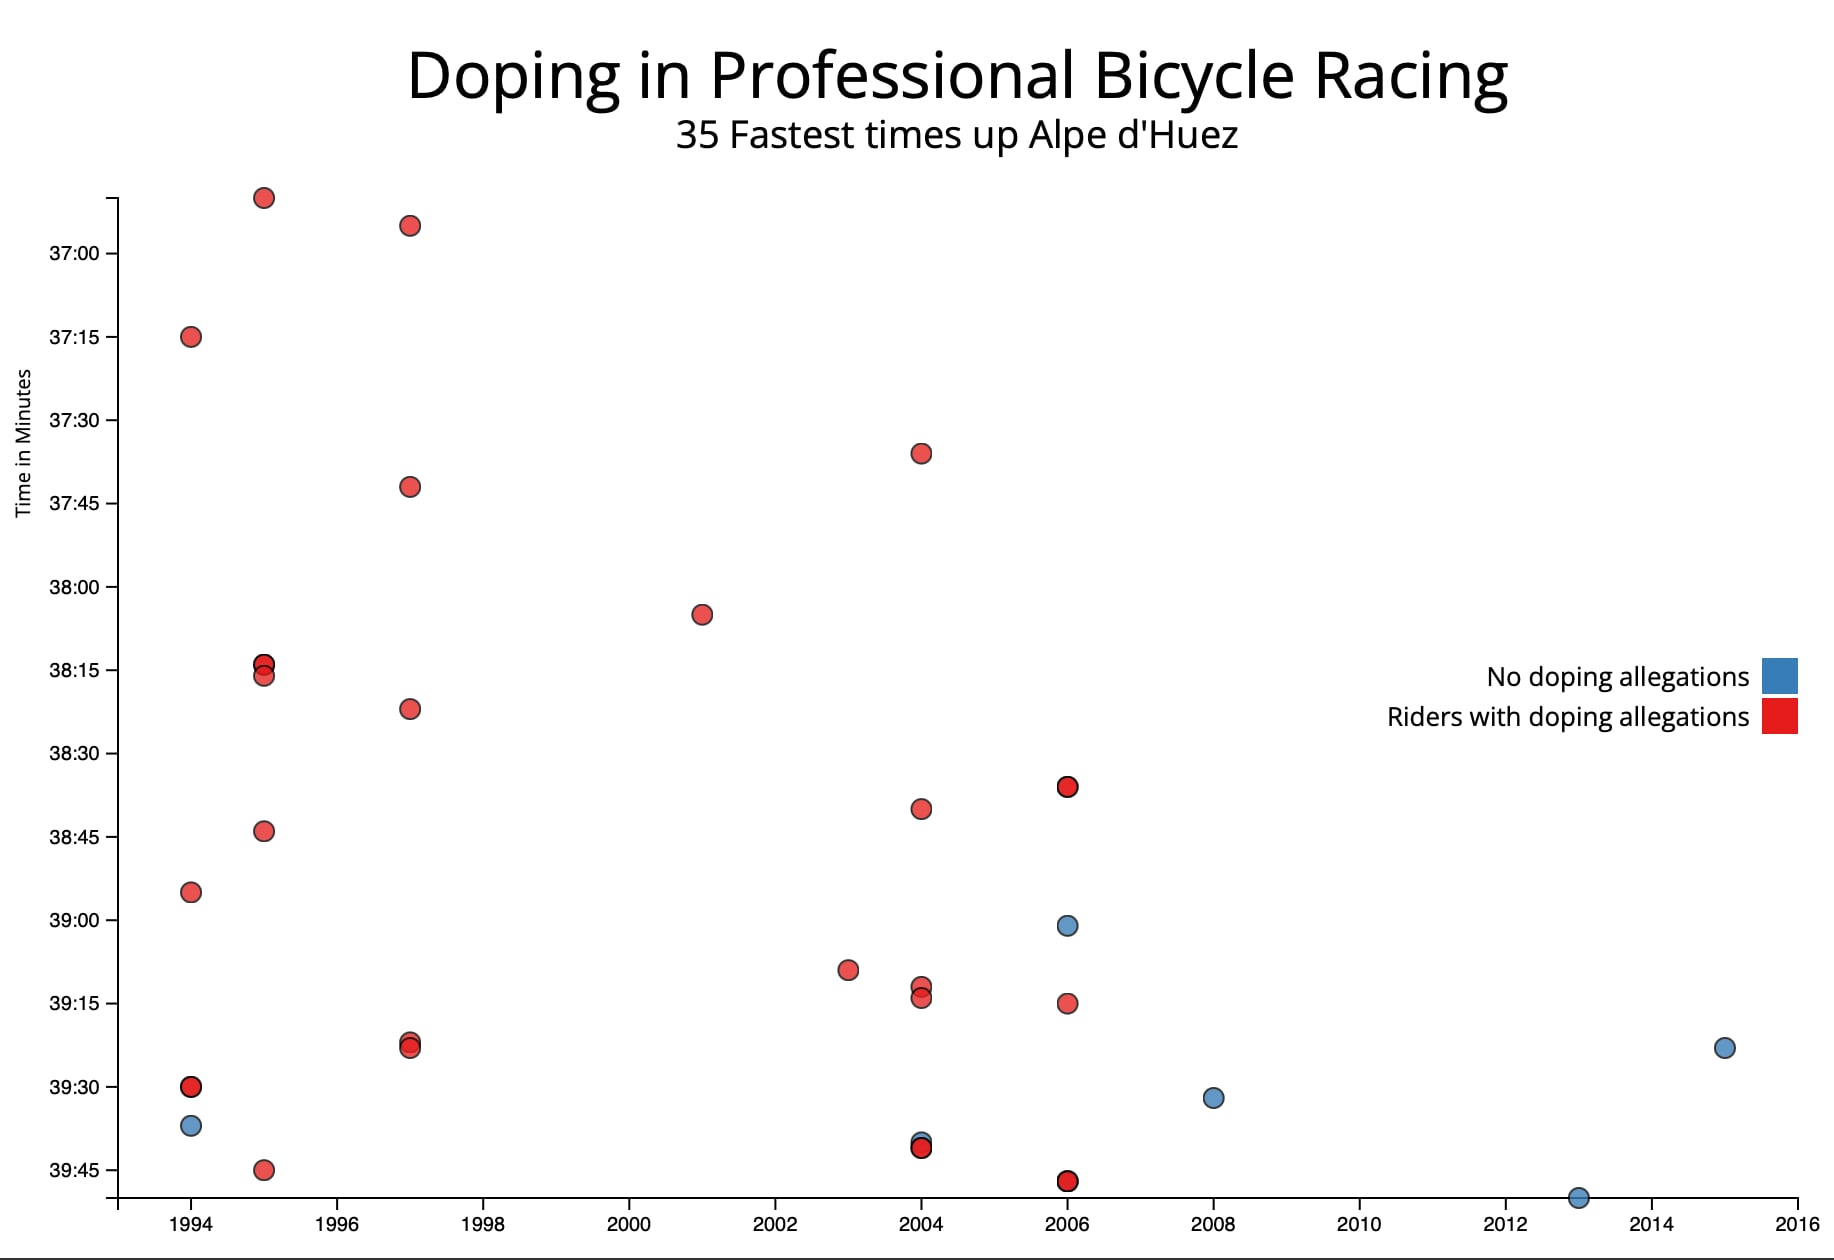 Doping in Professional Bicycle Racing
35 Fastest times up Alpe d'Huez
Time in Minutes
37:00
37:15
37:30
37:45
38:00
38:15
38:30
38:45
39:00
39:15
39:30
39:45
No doping allegations
Riders with doping allegations
1994 1996 1998 2000 2002 2004 2006 2008 2010 2012 2014 2016